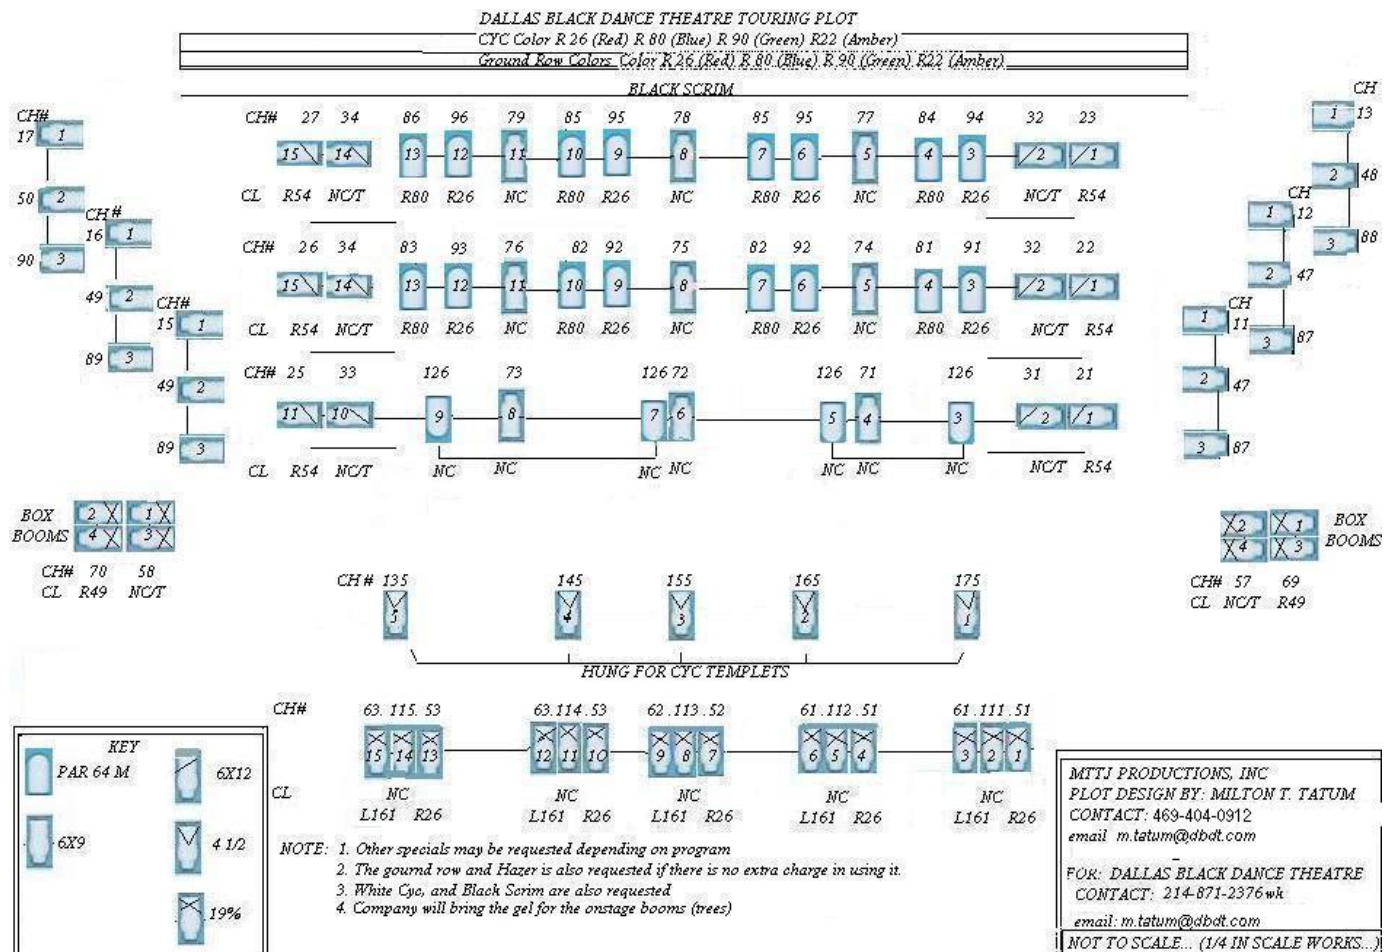 DALLAS BLACK DANCE THEATRE TOURING PLOT
CYC Color R 26 (Red) R 80 (Blue) R 90 (Green) R22 (Amber)
Ground Row Colors Color R 26 (Red) R 80 (Blue) R 90 (Green) R22 (Amber)
BLACK SCRIM
CH# 27 34 86 96 79 85 95 78 85 95 77 84 94 32 23
15 14 13 12 11 10 9 8 7 6 5 4 3 2 1
CL R54 NC/T R80 R26 NC R80 R26 NC R80 R26 NC R80 R26 NC/T R54
CH# 26 34 83 93 76 82 92 75 82 92 74 81 91 32 22
15 14 13 12 11 10 9 8 7 6 5 4 3 2 1
CL R54 NC/T R80 R26 NC R80 R26 NC R80 R26 NC R80 R26 NC/T R54
CH# 25 33 126 73 126 72 126 71 126 31 21
11 10 9 8 7 6 5 4 3 2 1
CL R54 NC/T NC NC NC NC NC NC NC NC/T R54
CH#
17 1
50 2
90 3
CH#
16 1
49 2
89 3
CH#
15 1
49 2
89 3
CH
1 13
2 48
3 88
CH
1 12
2 47
3 87
CH
1 11
2 47
3 87
BOX
BOOMS
2 1
4 3
CH# 70 58
CL R49 NC/T
2 1
4 3
BOX
BOOMS
CH# 57 69
CL NC/T R49
CH# 135 145 155 165 175
5 4 3 2 1
HUNG FOR CYC TEMPLETS
CH# 63. 115. 53 63.114.53 62.113.52 61.112.51 61.111.51
15 14 13 12 11 10 9 8 7 6 5 4 3 2 1
CL NC NC NC NC NC
L161 R26 L161 R26 L161 R26 L161 R26 L161 R26
KEY
PAR 64 M
6X12
6X9
4 1/2
19%
NOTE: 1. Other specials may be requested depending on program
2. The gournd row and Hazer is also requested if there is no extra charge in using it.
3. White Cyc, and Black Scrim are also requested
4. Company will bring the gel for the onstage booms (trees)
MTTJ PRODUCTIONS, INC
PLOT DESIGN BY: MILTON T. TATUM
CONTACT: 469-404-0912
email m.tatum@dbdt.com
FOR: DALLAS BLACK DANCE THEATRE
CONTACT: 214-871-2376 wk
email: m.tatum@dbdt.com
NOT TO SCALE... (1/4 IN SCALE WORKS...)